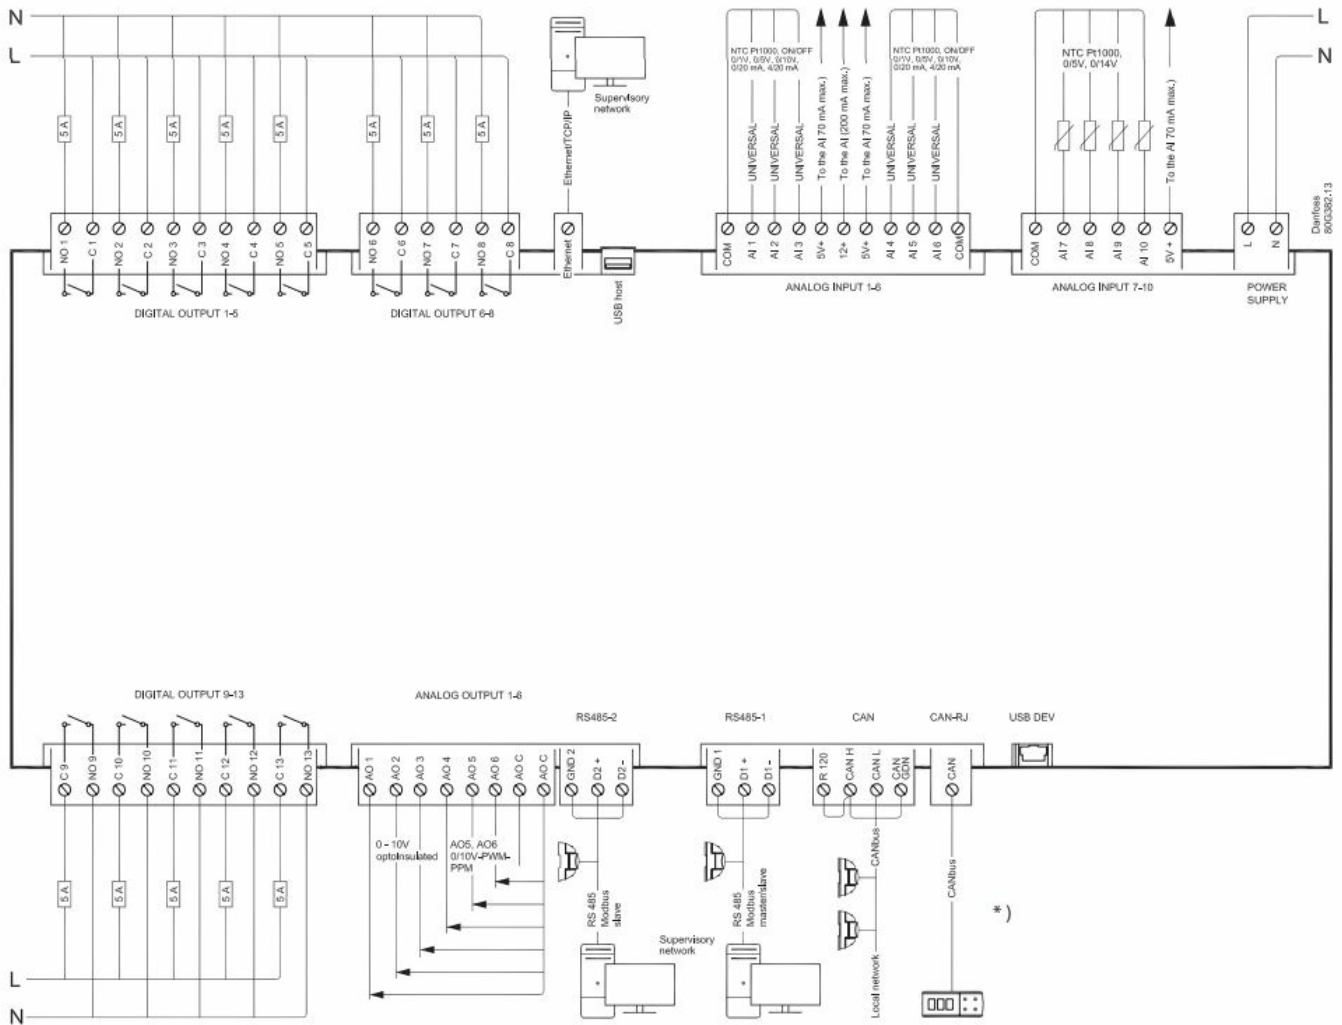 N
L
5 A
5 A
5 A
5 A
5 A
5 A
5 A
5 A
Ethernet/TCP/IP
Supervisory
network
NTC Pt1000, ON/OFF
0/1V, 0/5V, 0/10V,
0/20 mA, 4/20 mA
UNIVERSAL
UNIVERSAL
UNIVERSAL
To the AI 70 mA max.)
To the AI (200 mA max.)
To the AI 70 mA max.)
NTC Pt1000, ON/OFF
0/1V, 0/5V, 0/10V,
0/20 mA, 4/20 mA
UNIVERSAL
UNIVERSAL
UNIVERSAL
NTC Pt1000,
0/5V, 0/14V
To the AI 70 mA max.)
L
N
Danfoss
80G382.13
NO 1
C 1
NO 2
C 2
NO 3
C 3
NO 4
C 4
NO 5
C 5
DIGITAL OUTPUT 1-5
NO 6
C 6
NO 7
C 7
NO 8
C 8
DIGITAL OUTPUT 6-8
Ethernet
USB host
COM
AI 1
AI 2
AI 3
5V+
12+
5V+
AI 4
AI 5
AI 6
COM
ANALOG INPUT 1-6
COM
AI 7
AI 8
AI 9
AI 10
5V +
ANALOG INPUT 7-10
L
N
POWER
SUPPLY
DIGITAL OUTPUT 9-13
C 9
NO 9
C 10
NO 10
C 11
NO 11
C 12
NO 12
C 13
NO 13
5 A
5 A
5 A
5 A
5 A
L
N
ANALOG OUTPUT 1-6
AO 1
AO 2
AO 3
AO 4
AO 5
AO 6
AO C
AO C
0 - 10V
optoinsulated
AO5, AO6
0/10V-PWM-
PPM
RS485-2
GND 2
D2 +
D2 -
RS 485
Modbus
slave
Supervisory
network
RS485-1
GND 1
D1 +
D1 -
RS 485
Modbus
master/slave
CAN
R 120
CAN H
CAN L
CAN
GDN
CANbus
Local network
CAN-RJ
CAN
CANbus
USB DEV
*)